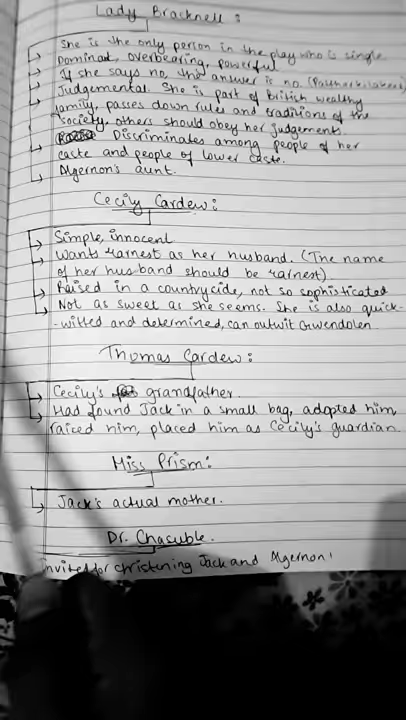 Lady Bracknell :
She is the only person in the play who is single
Dominant, overbearing, powerful
If she says no, the answer is no.
Judgemental. She is part of British wealthy
family, passes down rules and traditions of the
society, others should obey her judgements.
Discriminates among people of her
caste and people of lower caste.
Algernon's aunt.
Cecily Cardew :
Simple, innocent
Wants earnest as her husband. (The name
of her husband should be earnest)
Raised in a countrycide, not so sophisticated
Not as sweet as she seems. She is also quick-
-witted and determined, can outwit Gwendolen.
Thomas Cardew :
Cecily's grandfather.
Had found Jack in a small bag, adopted him,
raised him, placed him as Cecily's guardian.
Miss Prism :
Jack's actual mother.
Dr. Chasuble.
invited for christening Jack and Algernon